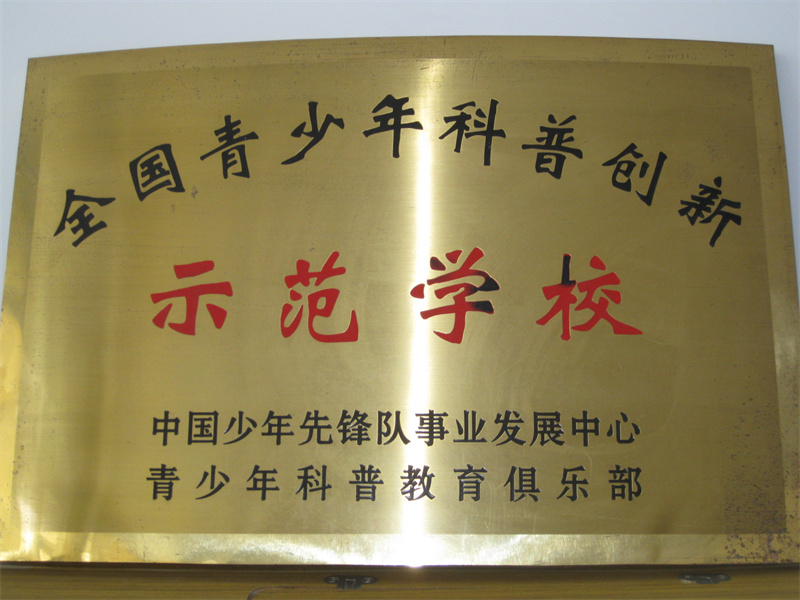 全国青少年科普创新
示范学校
中国少年先锋队事业发展中心
青少年科普教育俱乐部